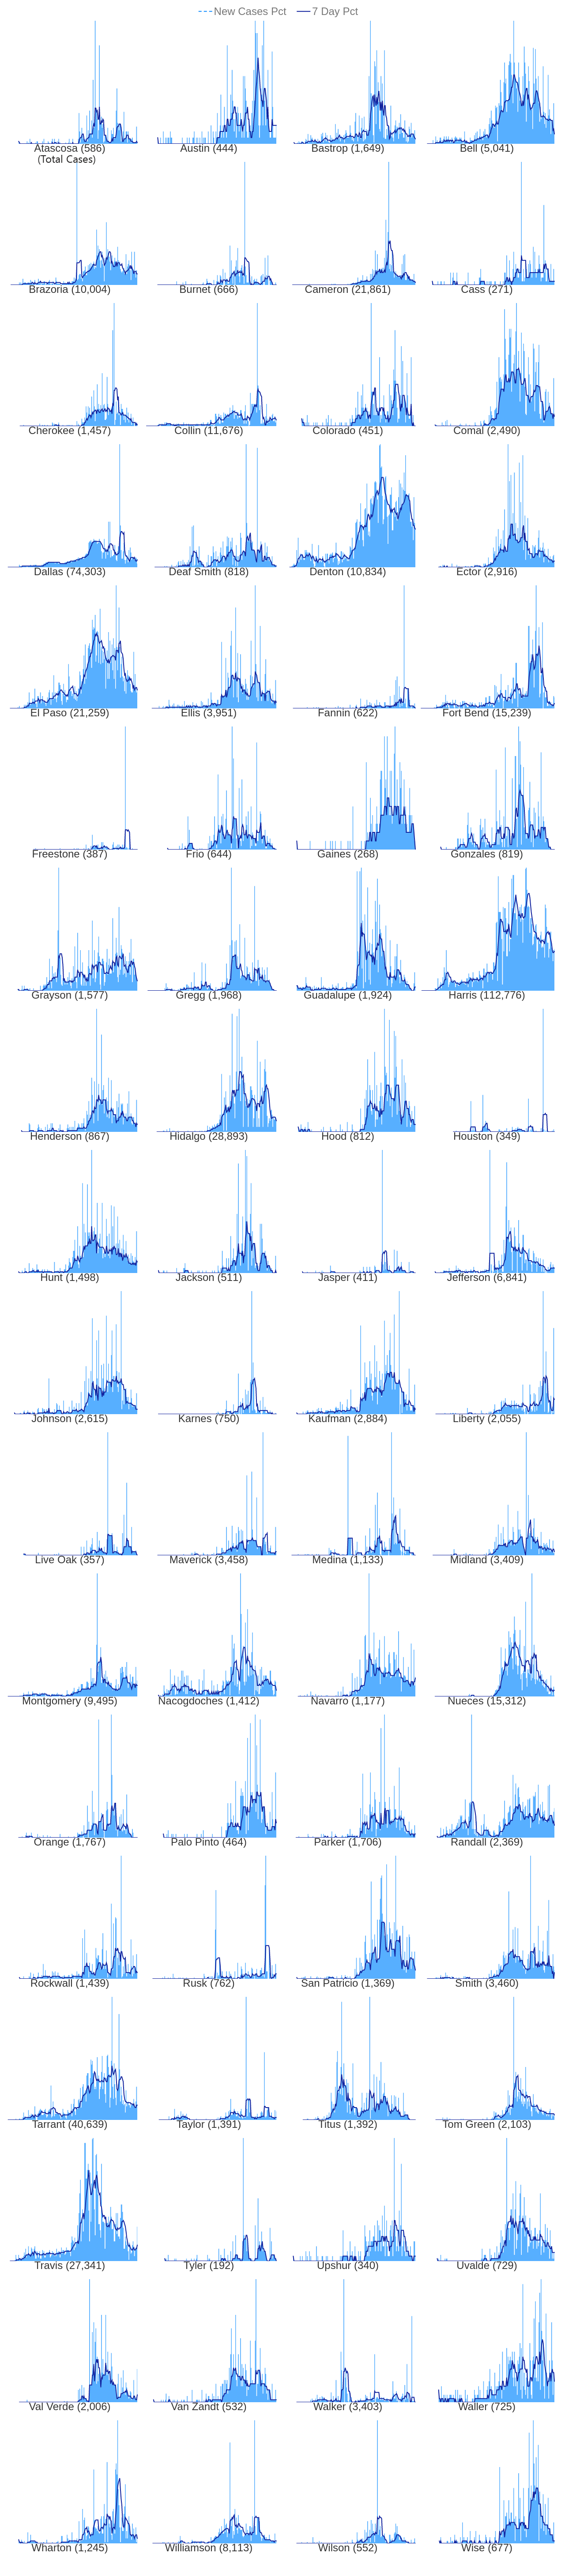 New Cases Pct 7 Day Pct
Atascosa (586) Austin (444) Bastrop (1,649) Bell (5,041)
(Total Cases)
Brazoria (10,004) Burnet (666) Cameron (21,861) Cass (271)
Cherokee (1,457) Collin (11,676) Colorado (451) Comal (2,490)
Dallas (74,303) Deaf Smith (818) Denton (10,834) Ector (2,916)
El Paso (21,259) Ellis (3,951) Fannin (622) Fort Bend (15,239)
Freestone (387) Frio (644) Gaines (268) Gonzales (819)
Grayson (1,577) Gregg (1,968) Guadalupe (1,924) Harris (112,776)
Henderson (867) Hidalgo (28,893) Hood (812) Houston (349)
Hunt (1,498) Jackson (511) Jasper (411) Jefferson (6,841)
Johnson (2,615) Karnes (750) Kaufman (2,884) Liberty (2,055)
Live Oak (357) Maverick (3,458) Medina (1,133) Midland (3,409)
Montgomery (9,495) Nacogdoches (1,412) Navarro (1,177) Nueces (15,312)
Orange (1,767) Palo Pinto (464) Parker (1,706) Randall (2,369)
Rockwall (1,439) Rusk (762) San Patricio (1,369) Smith (3,460)
Tarrant (40,639) Taylor (1,391) Titus (1,392) Tom Green (2,103)
Travis (27,341) Tyler (192) Upshur (340) Uvalde (729)
Val Verde (2,006) Van Zandt (532) Walker (3,403) Waller (725)
Wharton (1,245) Williamson (8,113) Wilson (552) Wise (677)